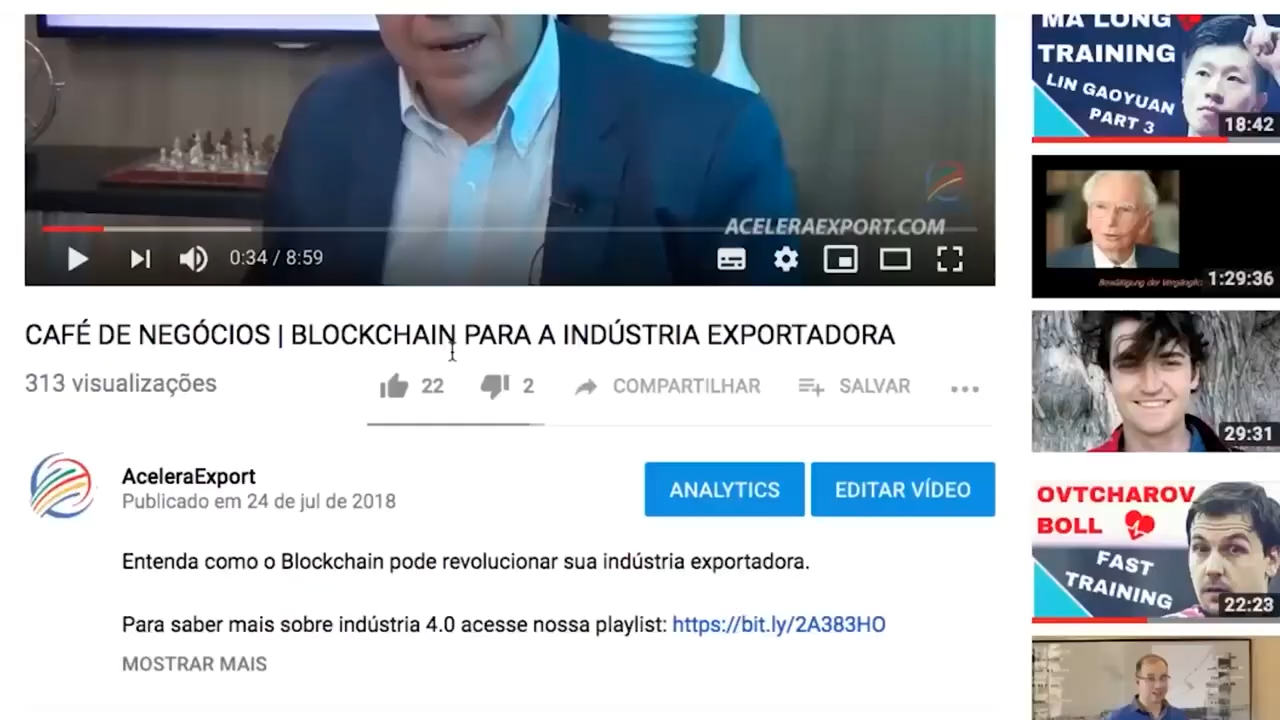 ACELERAEXPORT.COM
0:34 / 8:59
CAFÉ DE NEGÓCIOS | BLOCKCHAIN PARA A INDÚSTRIA EXPORTADORA
313 visualizações
22
2
COMPARTILHAR
SALVAR
AceleraExport
Publicado em 24 de jul de 2018
ANALYTICS
EDITAR VÍDEO
Entenda como o Blockchain pode revolucionar sua indústria exportadora.
Para saber mais sobre indústria 4.0 acesse nossa playlist: https://bit.ly/2A383HO
MOSTRAR MAIS
MA LONG
TRAINING
LIN GAOYUAN
PART 3
18:42
Bewältigung der
1:29:36
29:31
OVTCHAROV
BOLL
FAST
TRAINING
22:23